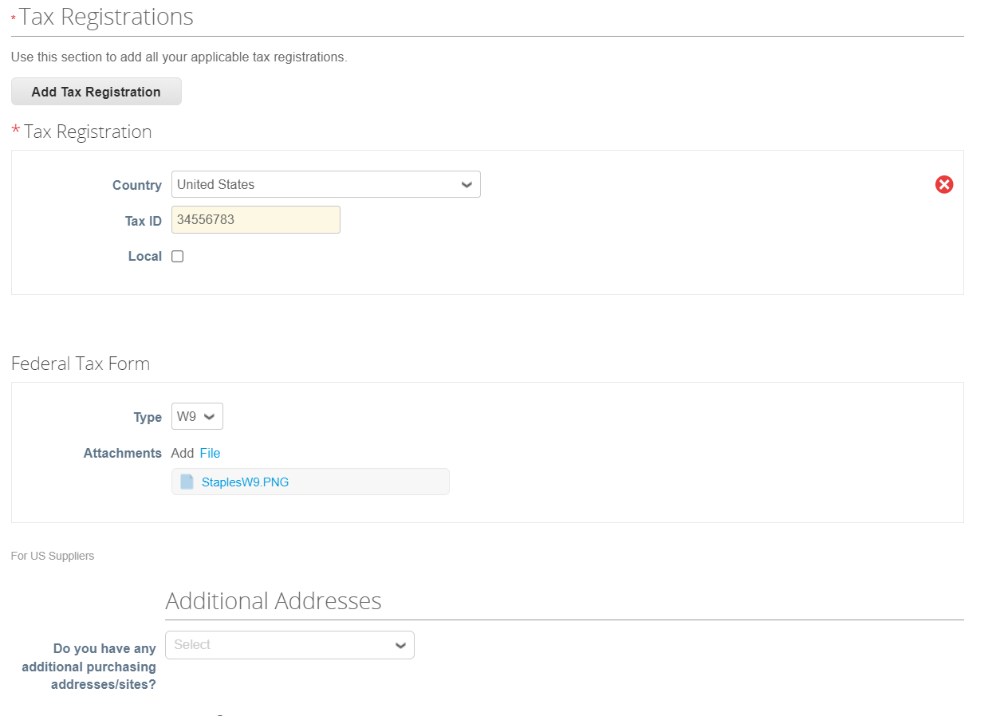 * Tax Registrations
Use this section to add all your applicable tax registrations.
Add Tax Registration
* Tax Registration
Country United States
Tax ID 34556783
Local
Federal Tax Form
Type W9
Attachments Add File
StaplesW9.PNG
For US Suppliers
Additional Addresses
Do you have any Select
additional purchasing
addresses/sites?